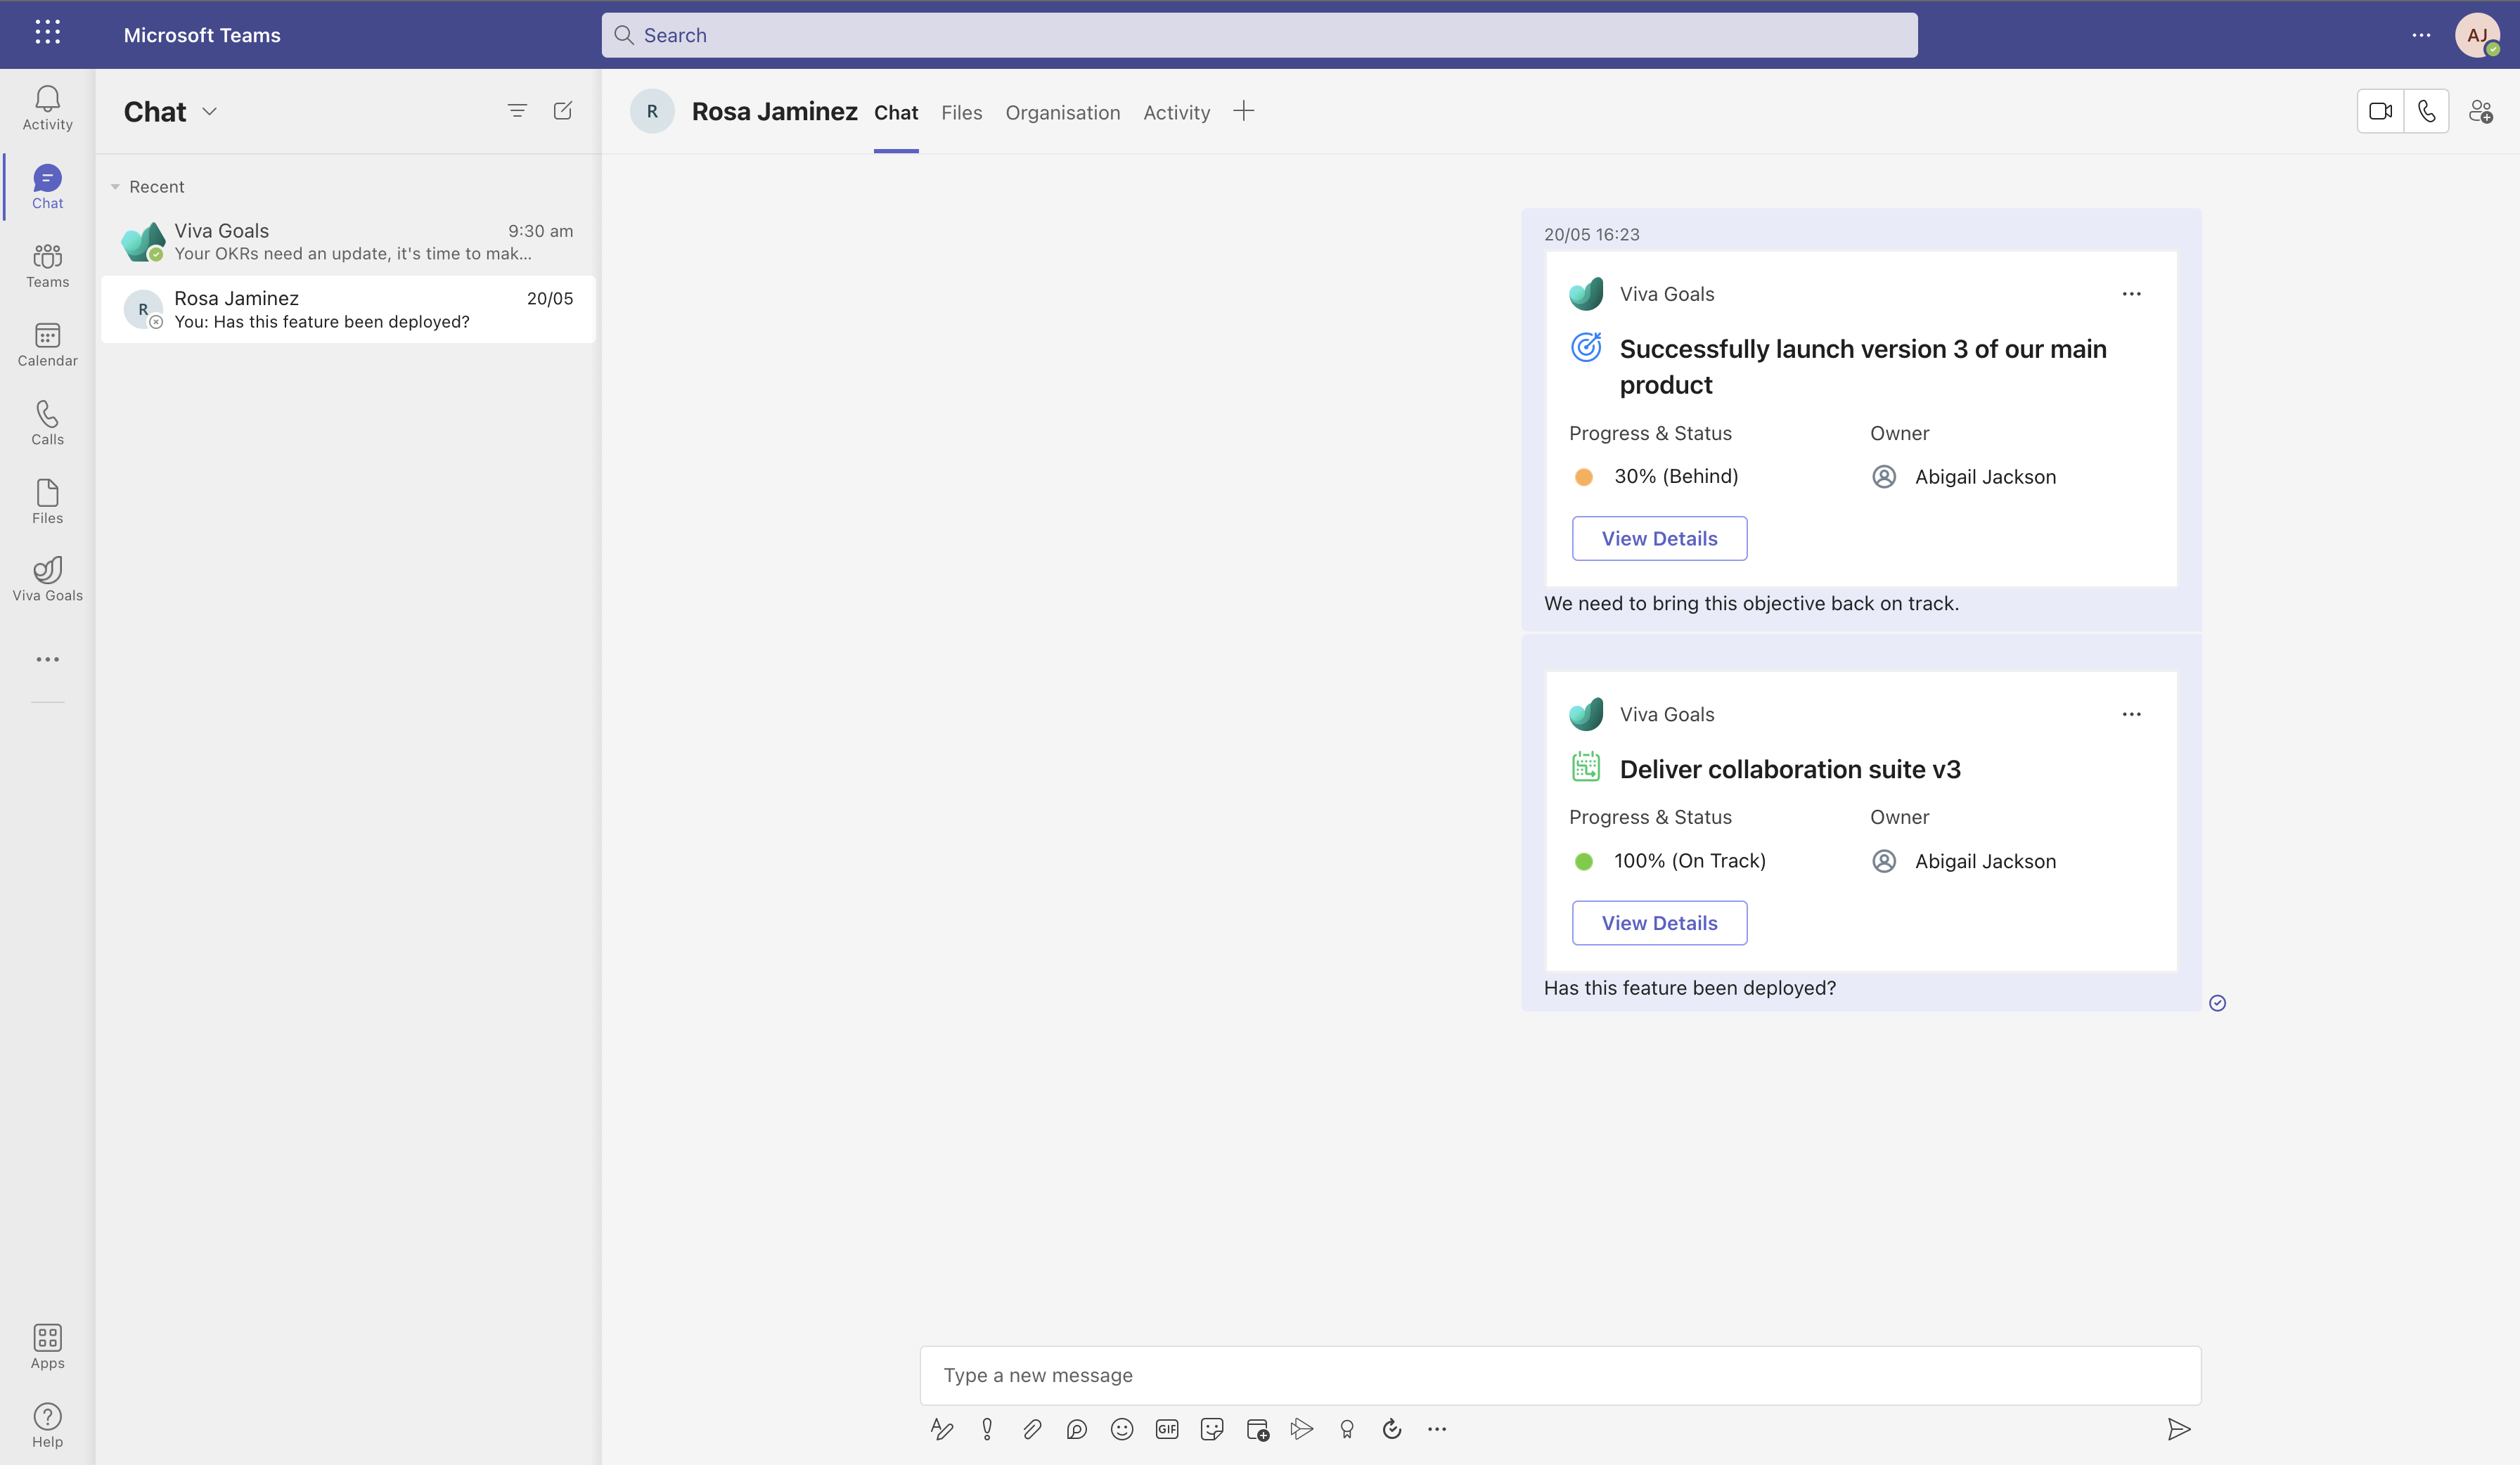 Microsoft Teams
Search
AJ
Activity
Chat
Teams
Calendar
Calls
Files
Viva Goals
Apps
Help
Chat
Recent
Viva Goals 9:30 am
Your OKRs need an update, it's time to mak...
R
Rosa Jaminez 20/05
You: Has this feature been deployed?
R Rosa Jaminez Chat Files Organisation Activity
20/05 16:23
Viva Goals
Successfully launch version 3 of our main
product
Progress & Status Owner
30% (Behind) Abigail Jackson
View Details
We need to bring this objective back on track.
Viva Goals
Deliver collaboration suite v3
Progress & Status Owner
100% (On Track) Abigail Jackson
View Details
Has this feature been deployed?
Type a new message
GIF